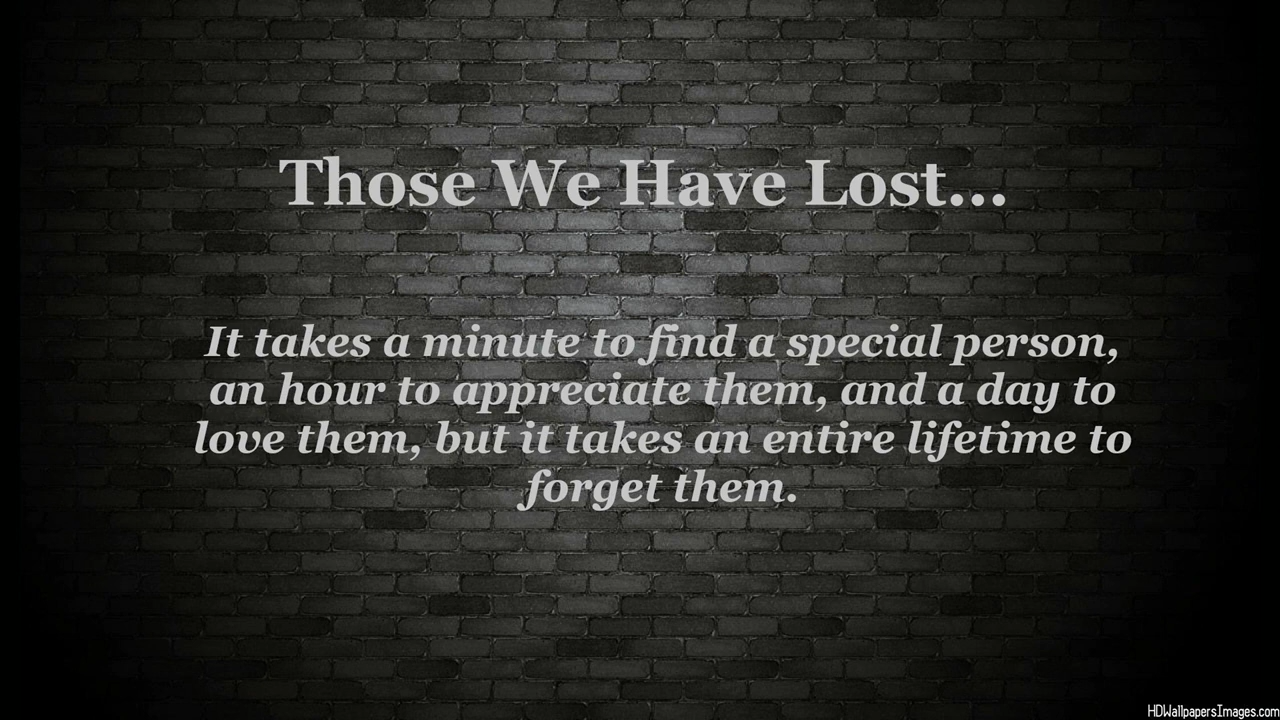 Those We Have Lost...
It takes a minute to find a special person,
an hour to appreciate them, and a day to
love them, but it takes an entire lifetime to
forget them.
HDWallpapersImages.com